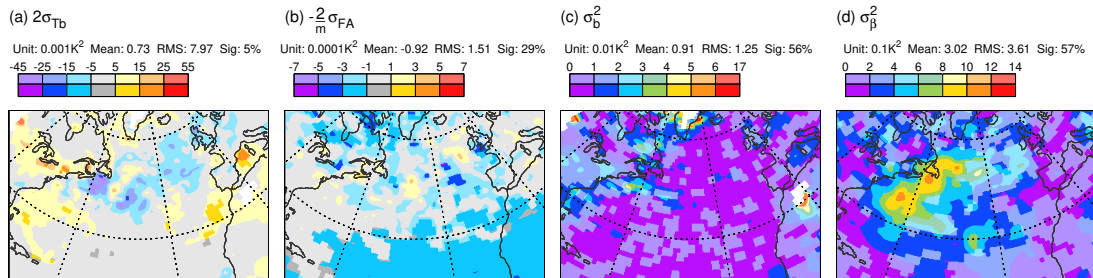 (a) 2σTb
Unit: 0.001K² Mean: 0.73 RMS: 7.97 Sig: 5%
-45 -25 -15 -5 5 15 25 55
(b) -2/m σFA
Unit: 0.0001K² Mean: -0.92 RMS: 1.51 Sig: 29%
-7 -5 -3 -1 1 3 5 7
(c) σb²
Unit: 0.01K² Mean: 0.91 RMS: 1.25 Sig: 56%
0 1 2 3 4 5 6 17
(d) σβ²
Unit: 0.1K² Mean: 3.02 RMS: 3.61 Sig: 57%
0 2 4 6 8 10 12 14